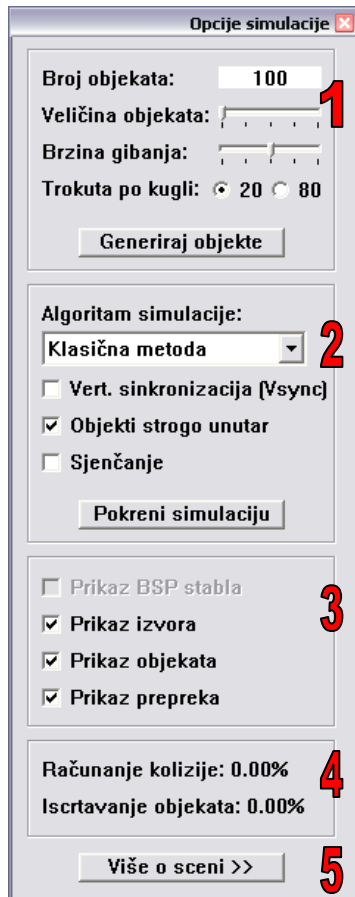 Opcije simulacije
Broj objekata: 100
1
Veličina objekata:
Brzina gibanja:
Trokuta po kugli: 20 80
Generiraj objekte
Algoritam simulacije:
2
Klasična metoda
Vert. sinkronizacija (Vsync)
Objekti strogo unutar
Sjenčanje
Pokreni simulaciju
Prikaz BSP stabla
3
Prikaz izvora
Prikaz objekata
Prikaz prepreka
Računanje kolizije: 0.00%
4
Iscrtavanje objekata: 0.00%
Više o sceni >>
5